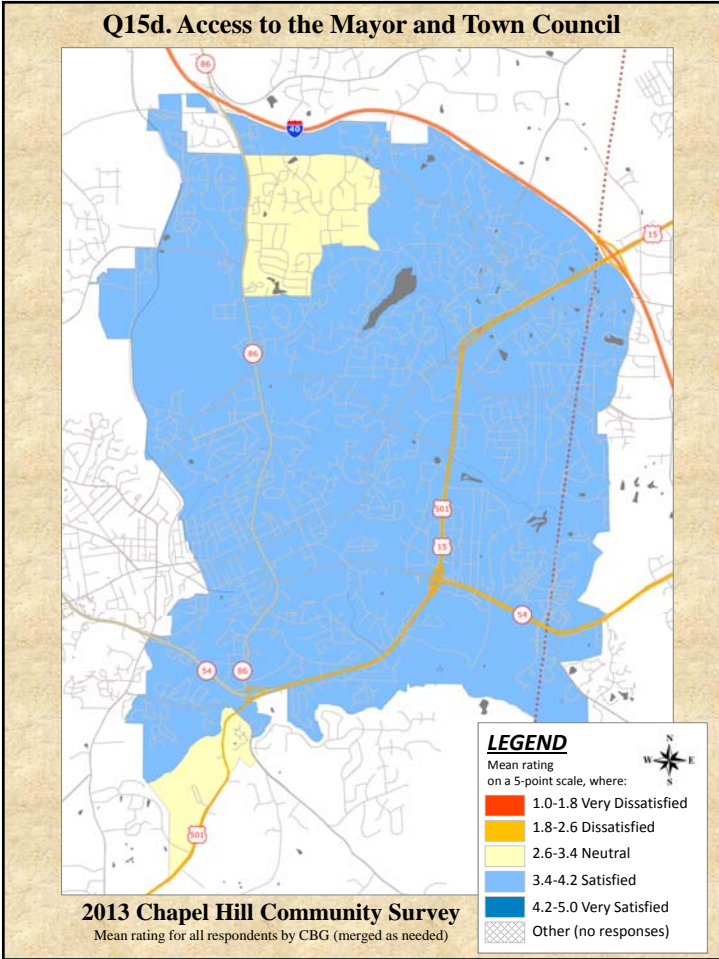 Q15d. Access to the Mayor and Town Council
86
40
15
86
501
15
54
54
86
501
LEGEND
N
W E
S
Mean rating
on a 5-point scale, where:
1.0-1.8 Very Dissatisfied
1.8-2.6 Dissatisfied
2.6-3.4 Neutral
3.4-4.2 Satisfied
4.2-5.0 Very Satisfied
Other (no responses)
2013 Chapel Hill Community Survey
Mean rating for all respondents by CBG (merged as needed)